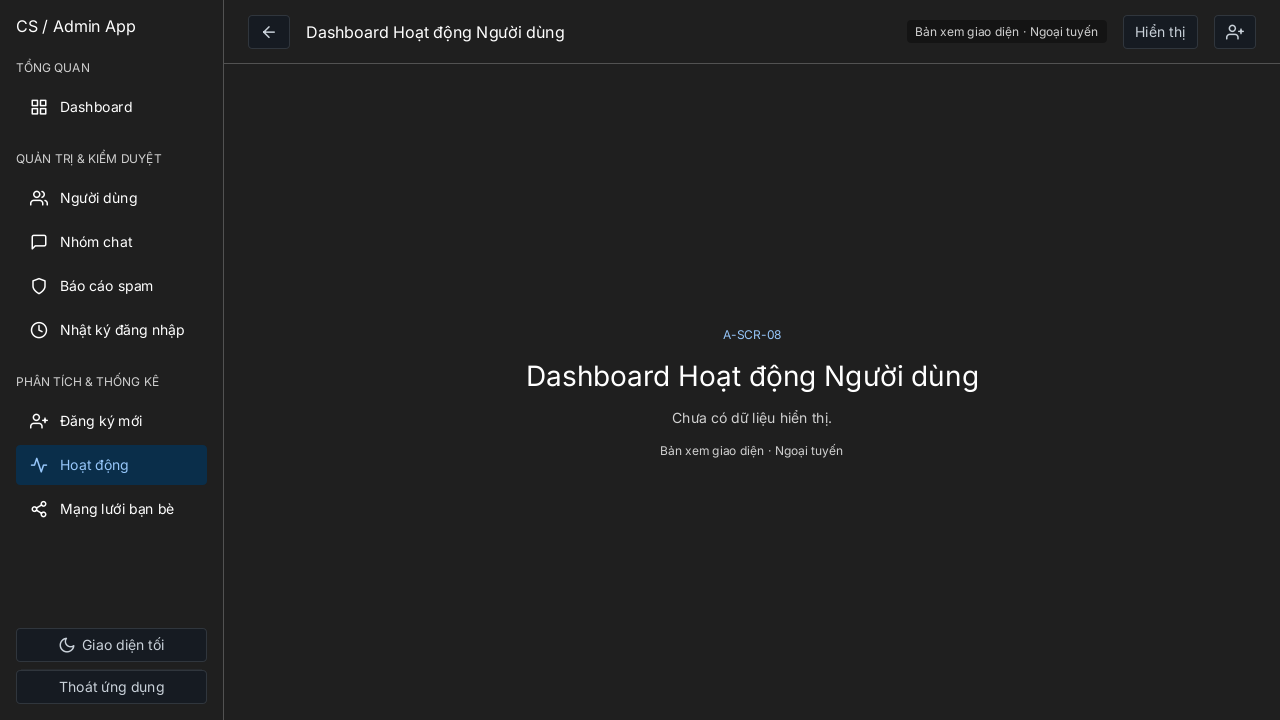 CS / Admin App
TỔNG QUAN
Dashboard
QUẢN TRỊ & KIỂM DUYỆT
Người dùng
Nhóm chat
Báo cáo spam
Nhật ký đăng nhập
PHÂN TÍCH & THỐNG KÊ
Đăng ký mới
Hoạt động
Mạng lưới bạn bè
Giao diện tối
Thoát ứng dụng
Dashboard Hoạt động Người dùng
Bản xem giao diện · Ngoại tuyến
Hiển thị
A-SCR-08
Dashboard Hoạt động Người dùng
Chưa có dữ liệu hiển thị.
Bản xem giao diện · Ngoại tuyến